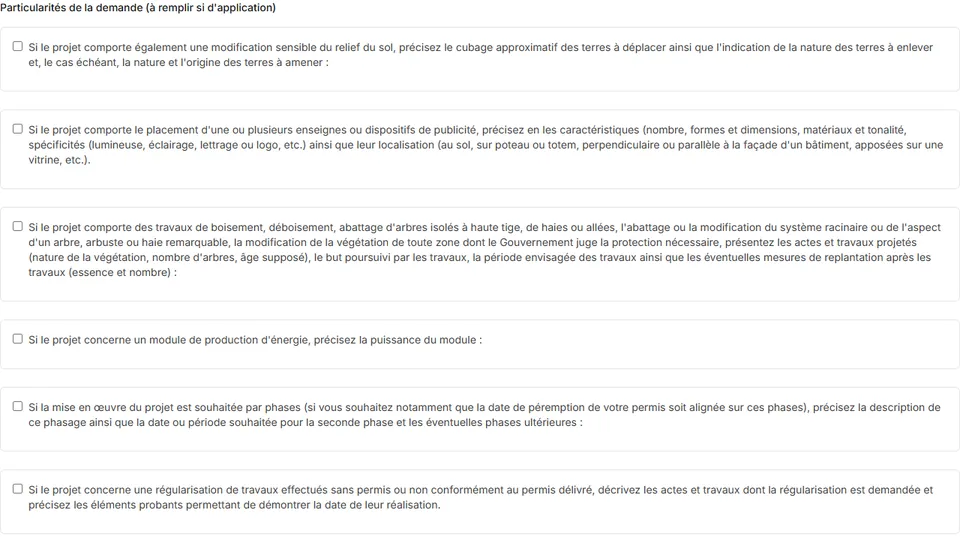 Particularités de la demande (à remplir si d'application)
Si le projet comporte également une modification sensible du relief du sol, précisez le cubage approximatif des terres à déplacer ainsi que l'indication de la nature des terres à enlever
et, le cas échéant, la nature et l'origine des terres à amener :
Si le projet comporte le placement d'une ou plusieurs enseignes ou dispositifs de publicité, précisez en les caractéristiques (nombre, formes et dimensions, matériaux et tonalité,
spécificités (lumineuse, éclairage, lettrage ou logo, etc.) ainsi que leur localisation (au sol, sur poteau ou totem, perpendiculaire ou parallèle à la façade d'un bâtiment, apposées sur une
vitrine, etc.).
Si le projet comporte des travaux de boisement, déboisement, abattage d'arbres isolés à haute tige, de haies ou allées, l'abattage ou la modification du système racinaire ou de l'aspect
d'un arbre, arbuste ou haie remarquable, la modification de la végétation de toute zone dont le Gouvernement juge la protection nécessaire, présentez les actes et travaux projetés
(nature de la végétation, nombre d'arbres, âge supposé), le but poursuivi par les travaux, la période envisagée des travaux ainsi que les éventuelles mesures de replantation après les
travaux (essence et nombre) :
Si le projet concerne un module de production d'énergie, précisez la puissance du module :
Si la mise en œuvre du projet est souhaitée par phases (si vous souhaitez notamment que la date de péremption de votre permis soit alignée sur ces phases), précisez la description de
ce phasage ainsi que la date ou période souhaitée pour la seconde phase et les éventuelles phases ultérieures :
Si le projet concerne une régularisation de travaux effectués sans permis ou non conformément au permis délivré, décrivez les actes et travaux dont la régularisation est demandée et
précisez les éléments probants permettant de démontrer la date de leur réalisation.